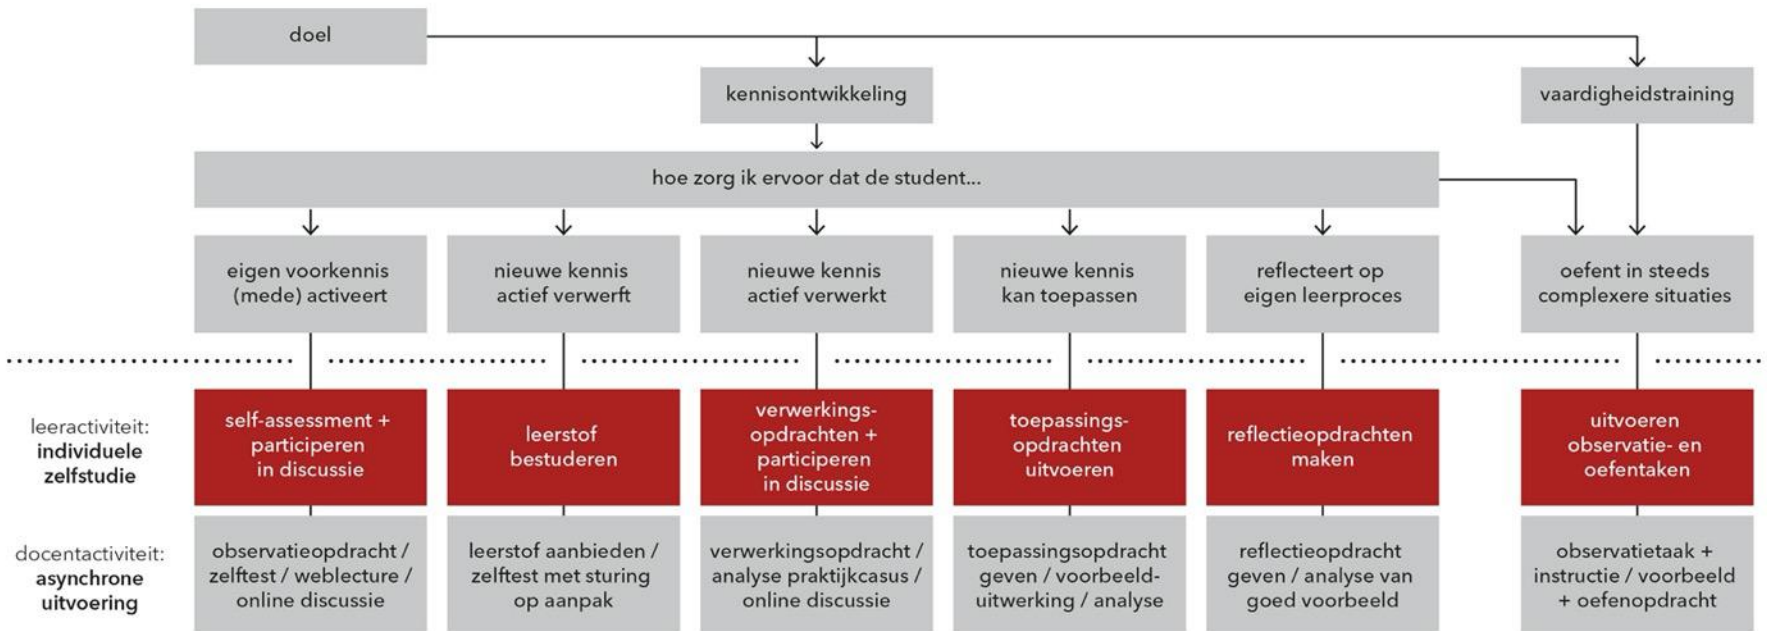 doel
kennisontwikkeling
vaardigheidstraining
hoe zorg ik ervoor dat de student...
eigen voorkennis
(mede) activeert
nieuwe kennis
actief verwerft
nieuwe kennis
actief verwerkt
nieuwe kennis
kan toepassen
reflecteert op
eigen leerproces
oefent in steeds
complexere situaties
leeractiviteit:
individuele
zelfstudie
self-assessment +
participeren
in discussie
leerstof
bestuderen
verwerkings-
opdrachten +
participeren
in discussie
toepassings-
opdrachten
uitvoeren
reflectieopdrachten
maken
uitvoeren
observatie- en
oefentaken
docentactiviteit:
asynchrone
uitvoering
observatieopdracht /
zelftest / weblecture /
online discussie
leerstof aanbieden /
zelftest met sturing
op aanpak
verwerkingsopdracht /
analyse praktijkcasus /
online discussie
toepassingsopdracht
geven / voorbeeld-
uitwerking / analyse
reflectieopdracht
geven / analyse van
goed voorbeeld
observatietaak +
instructie / voorbeeld
+ oefenopdracht